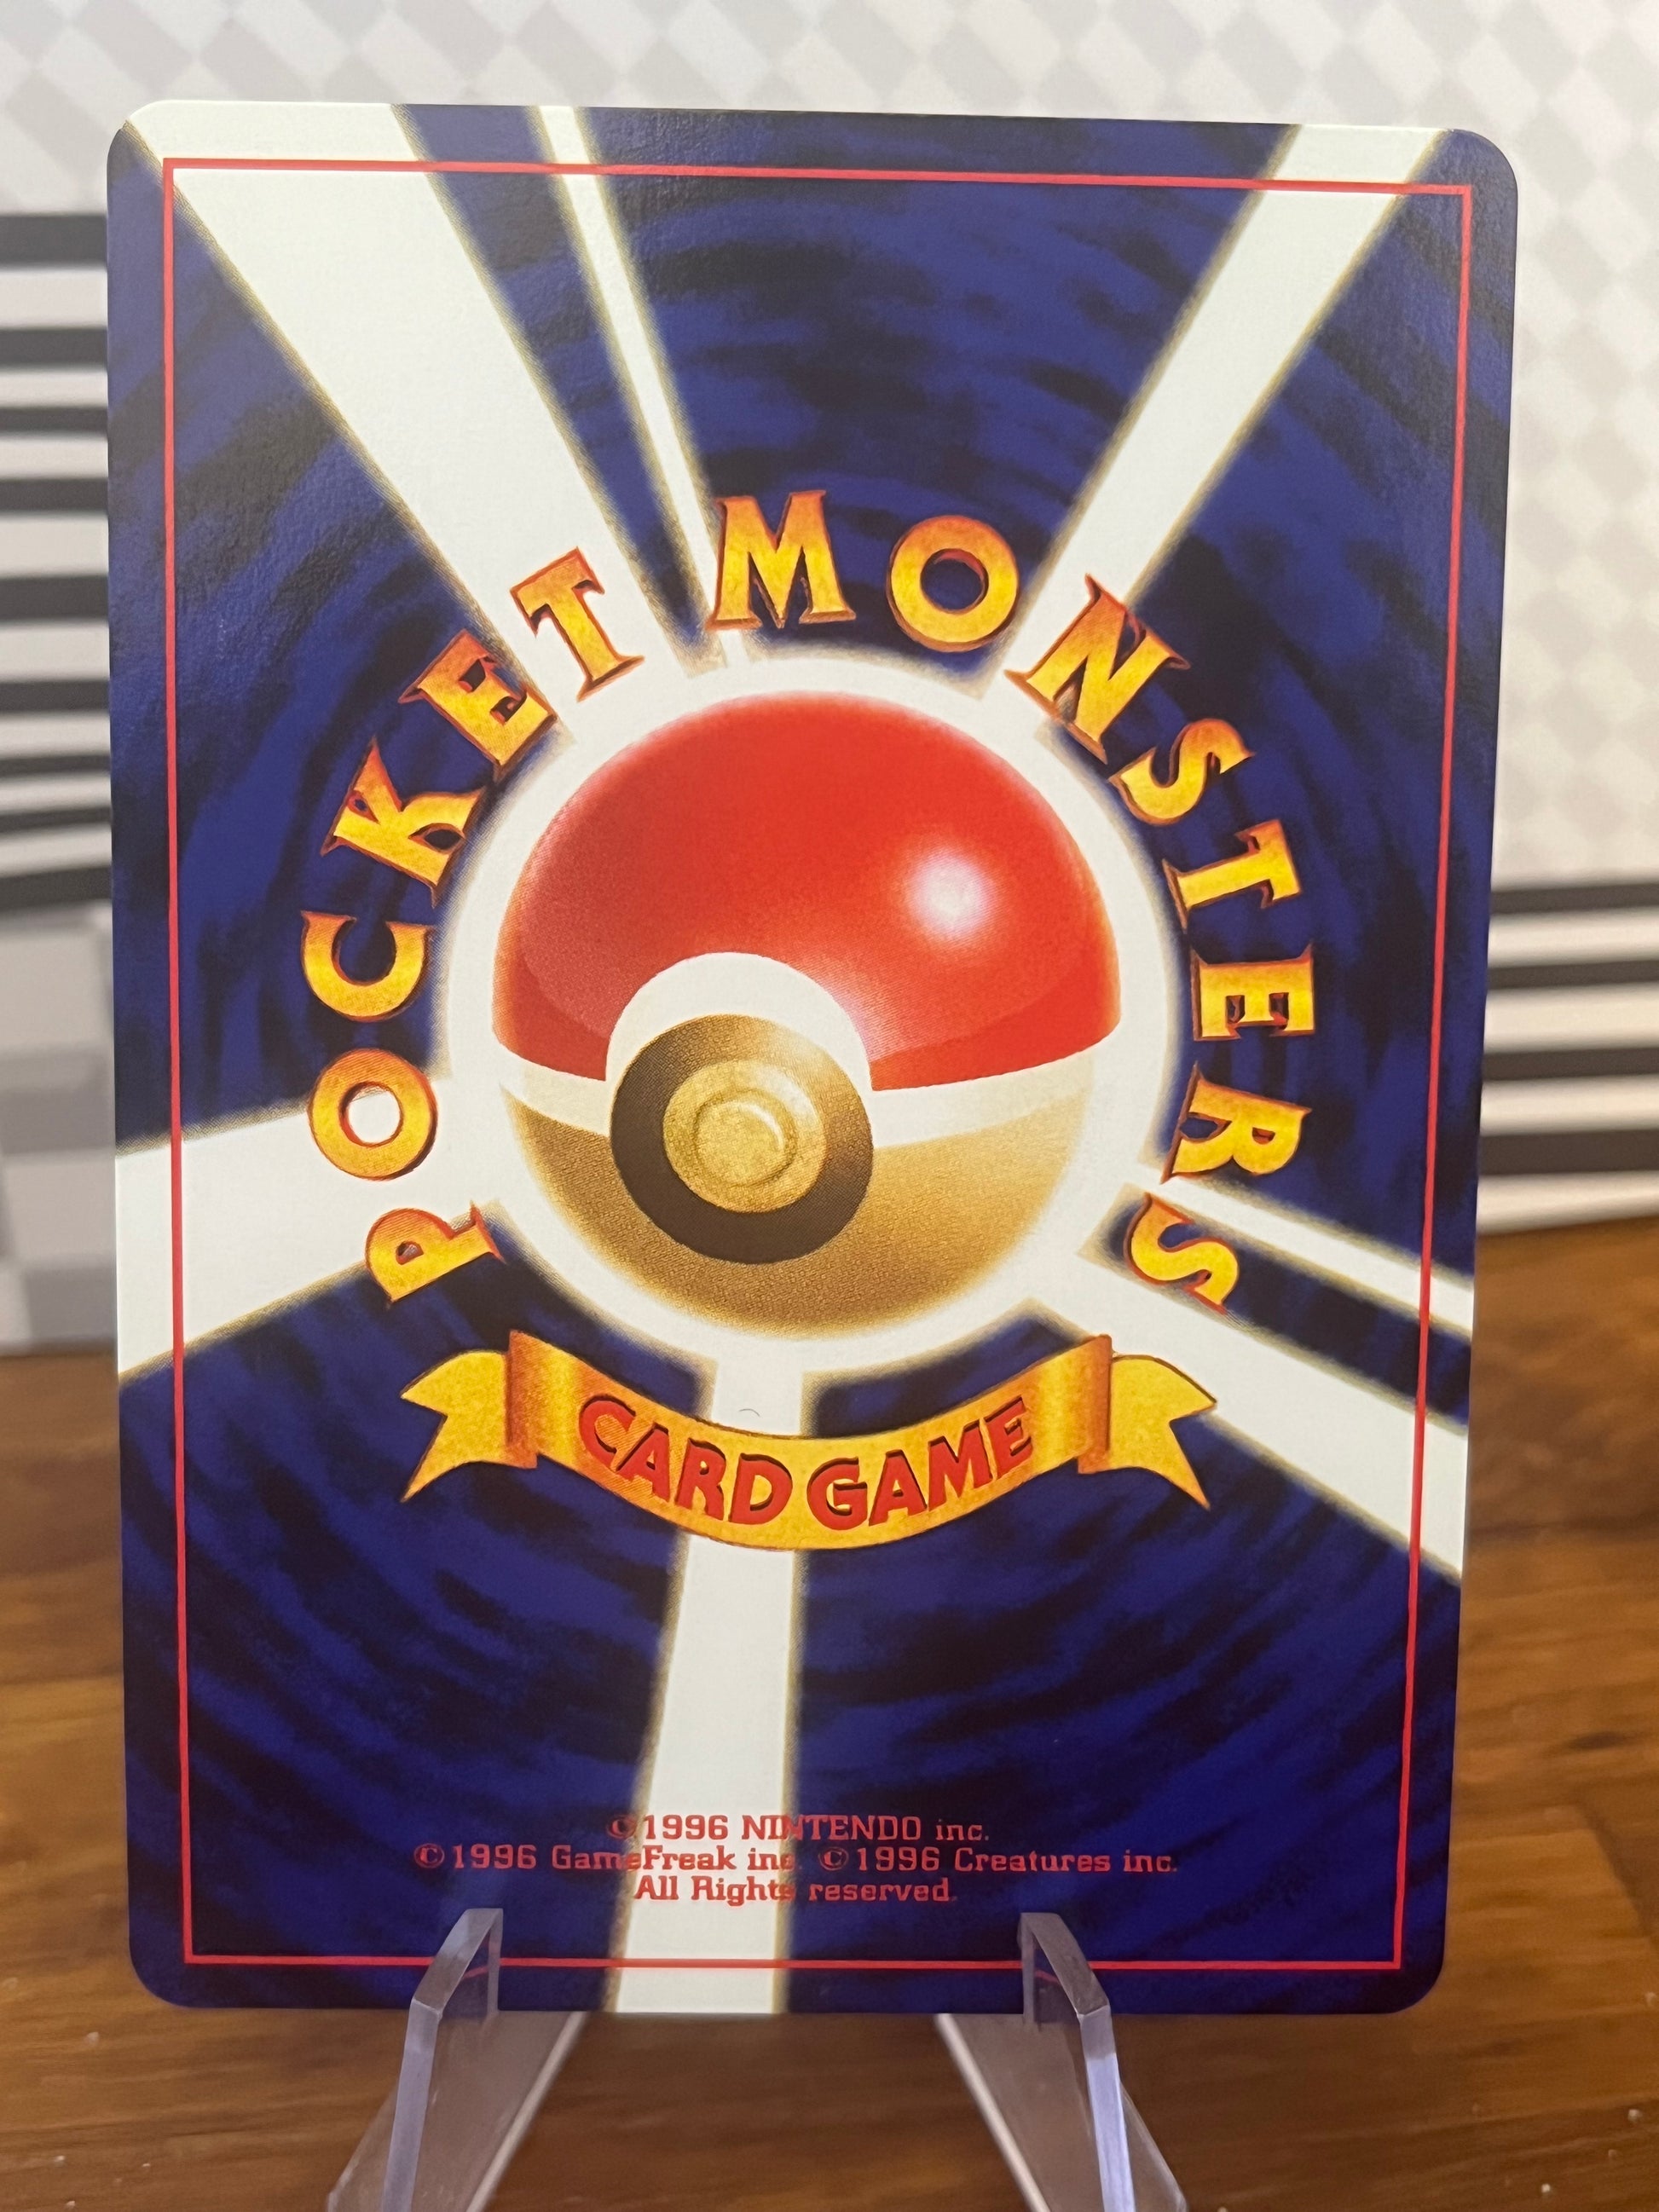 POCKET MONSTERS
CARD GAME
©1996 NINTENDO inc.
©1996 GameFreak inc. ©1996 Creatures inc.
All Rights reserved.